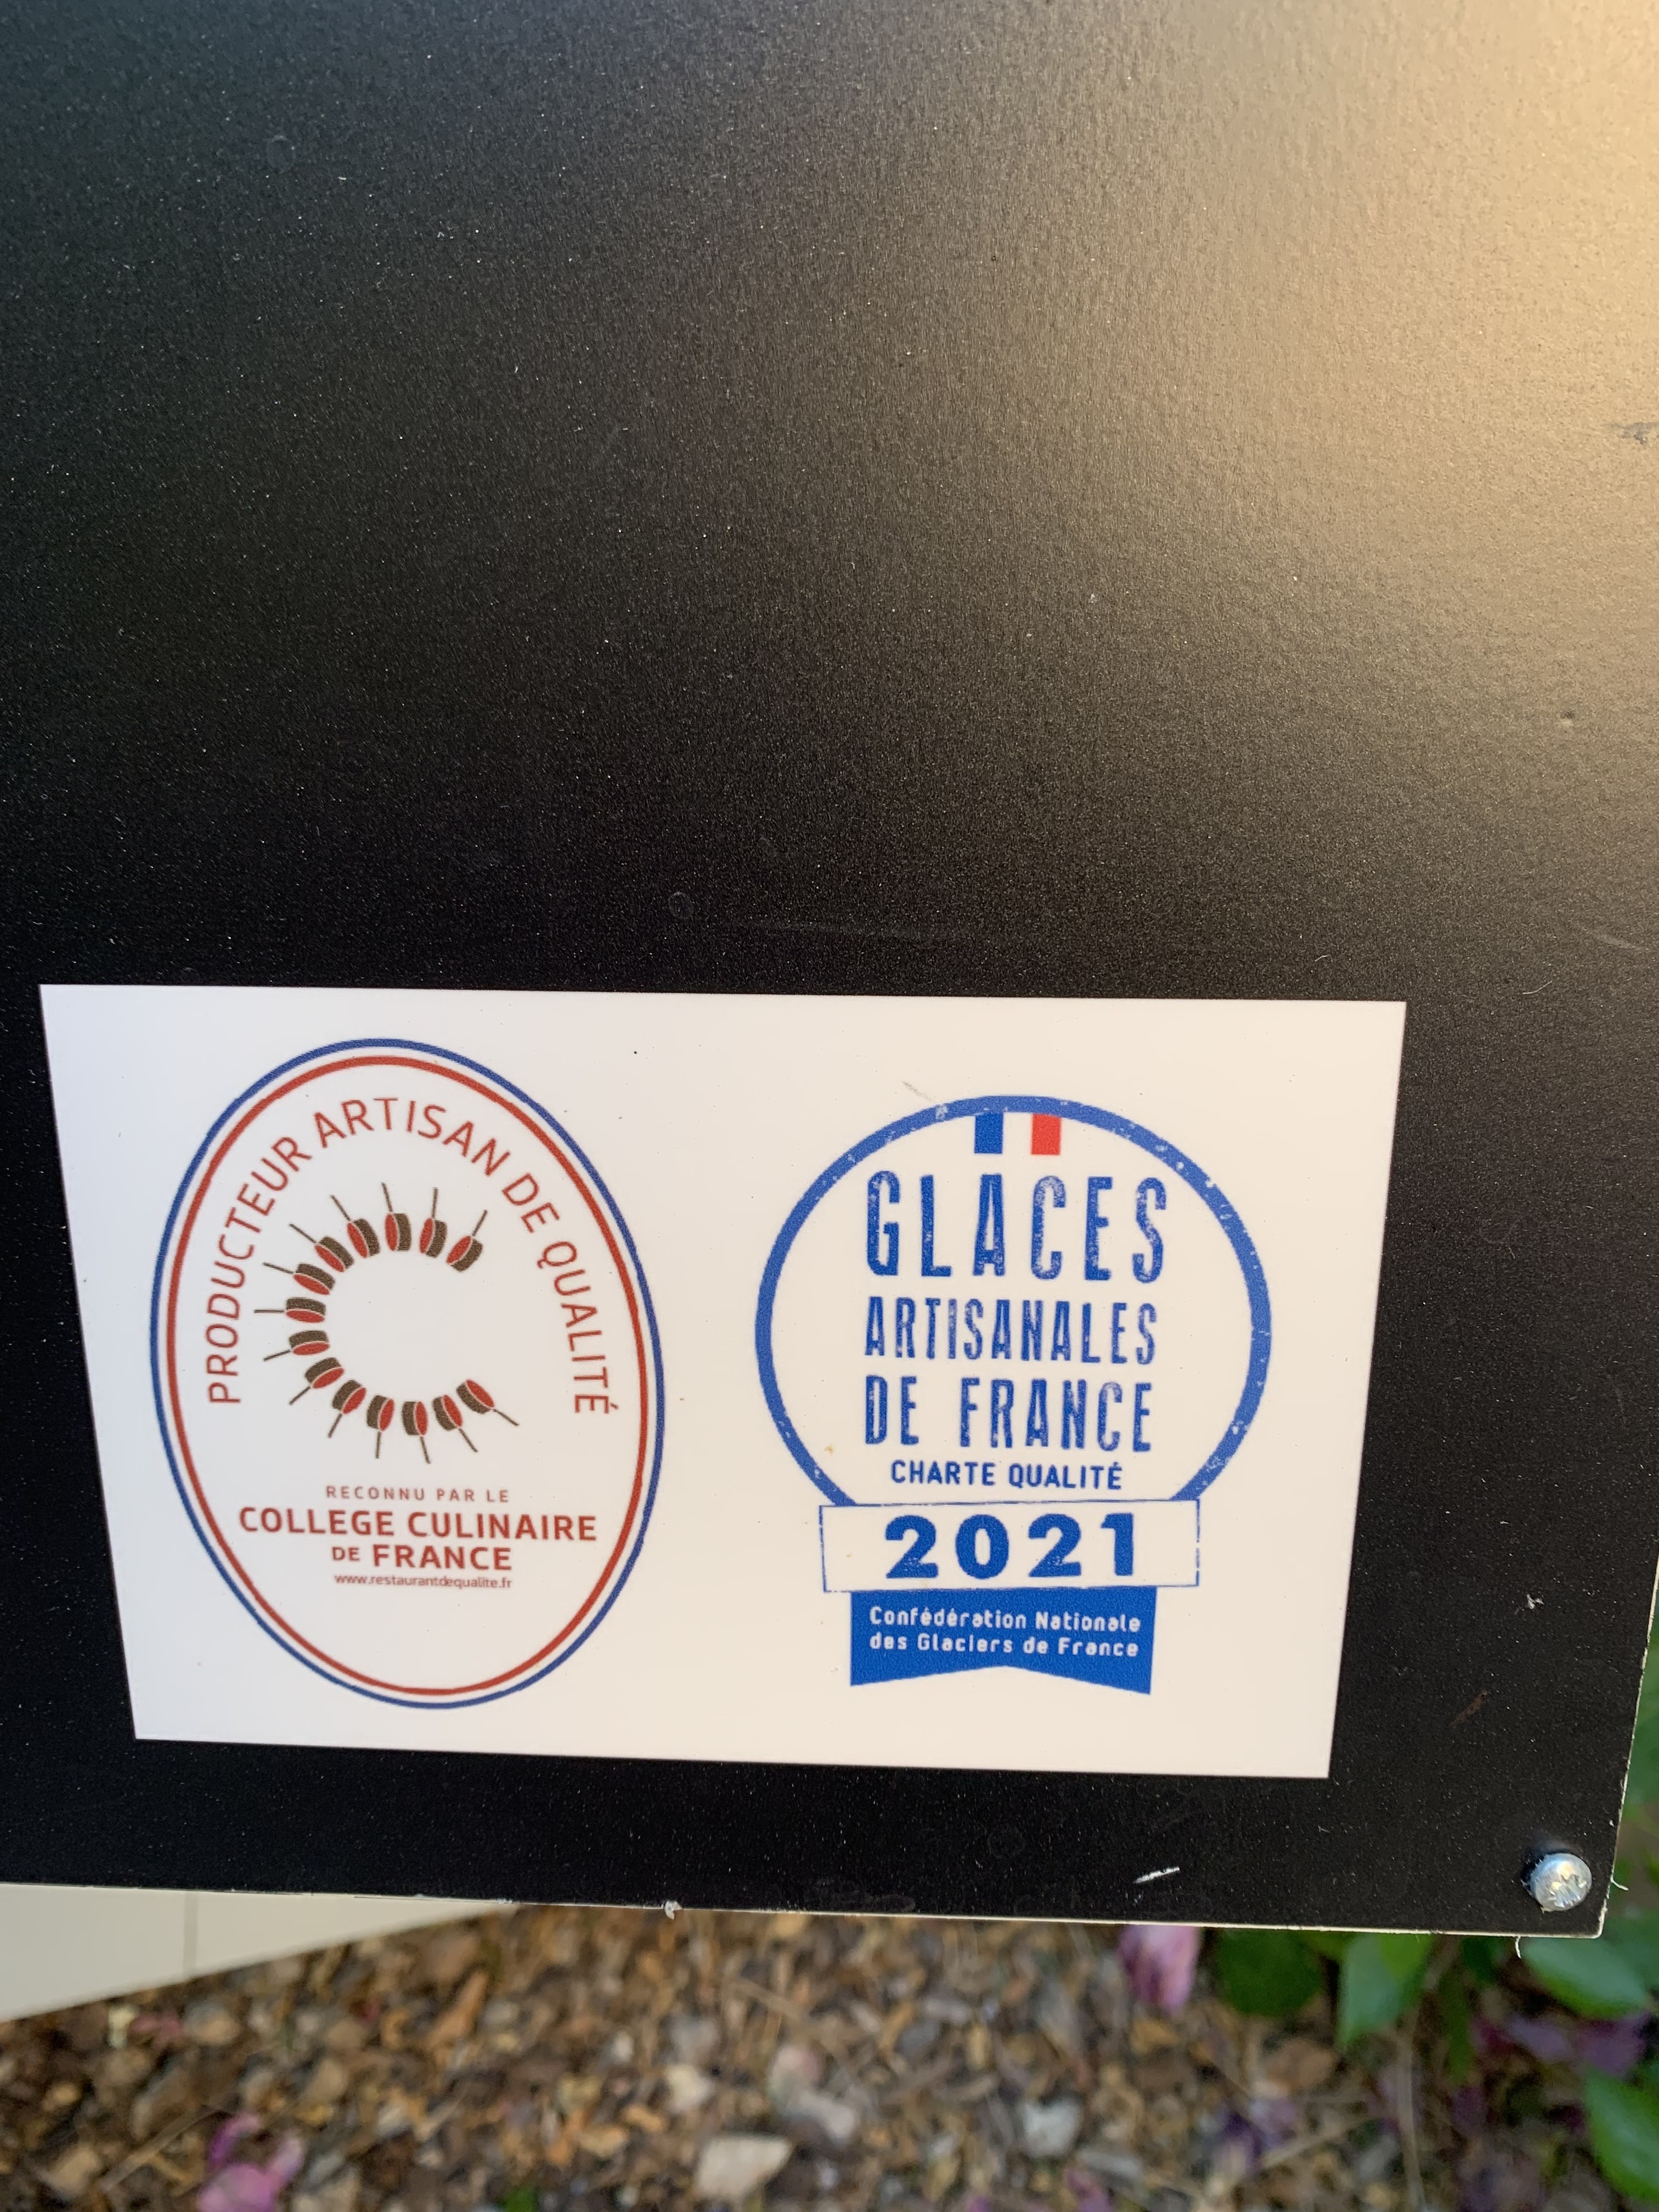 PRODUCTEUR ARTISAN DE QUALITÉ
RECONNU PAR LE
COLLEGE CULINAIRE
DE FRANCE
www.restaurantdequalite.fr
GLACES
ARTISANALES
DE FRANCE
CHARTE QUALITÉ
2021
Confédération Nationale
des Glaciers de France